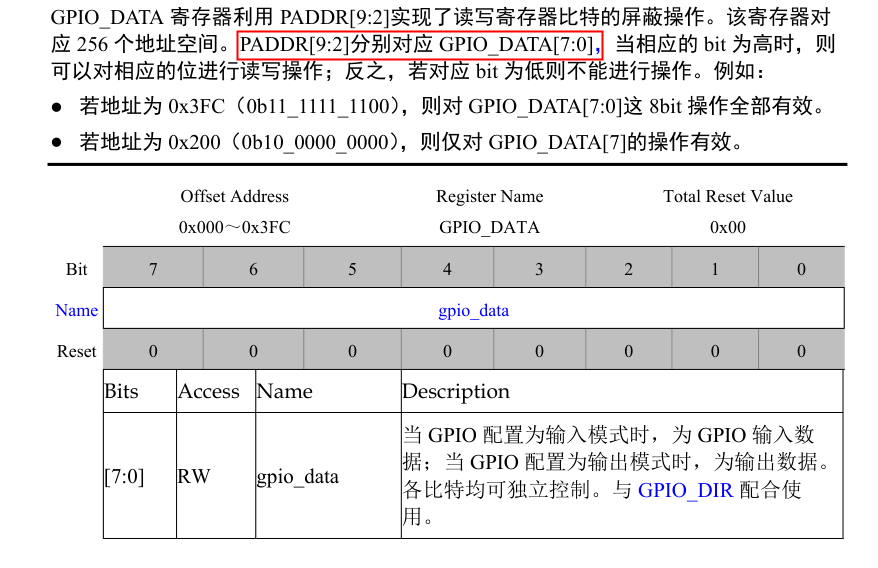 GPIO_DATA 寄存器利用 PADDR[9:2]实现了读写寄存器比特的屏蔽操作。该寄存器对
应 256 个地址空间。PADDR[9:2]分别对应 GPIO_DATA[7:0]，当相应的 bit 为高时，则
可以对相应的位进行读写操作；反之，若对应 bit 为低则不能进行操作。例如：
● 若地址为 0x3FC（0b11_1111_1100），则对 GPIO_DATA[7:0]这 8bit 操作全部有效。
● 若地址为 0x200（0b10_0000_0000），则仅对 GPIO_DATA[7]的操作有效。
Offset Address Register Name Total Reset Value
0x000～0x3FC GPIO_DATA 0x00
Bit 7 6 5 4 3 2 1 0
Name gpio_data
Reset 0 0 0 0 0 0 0 0
Bits Access Name Description
当 GPIO 配置为输入模式时，为 GPIO 输入数
据；当 GPIO 配置为输出模式时，为输出数据。
[7:0] RW gpio_data
各比特均可独立控制。与 GPIO_DIR 配合使
用。